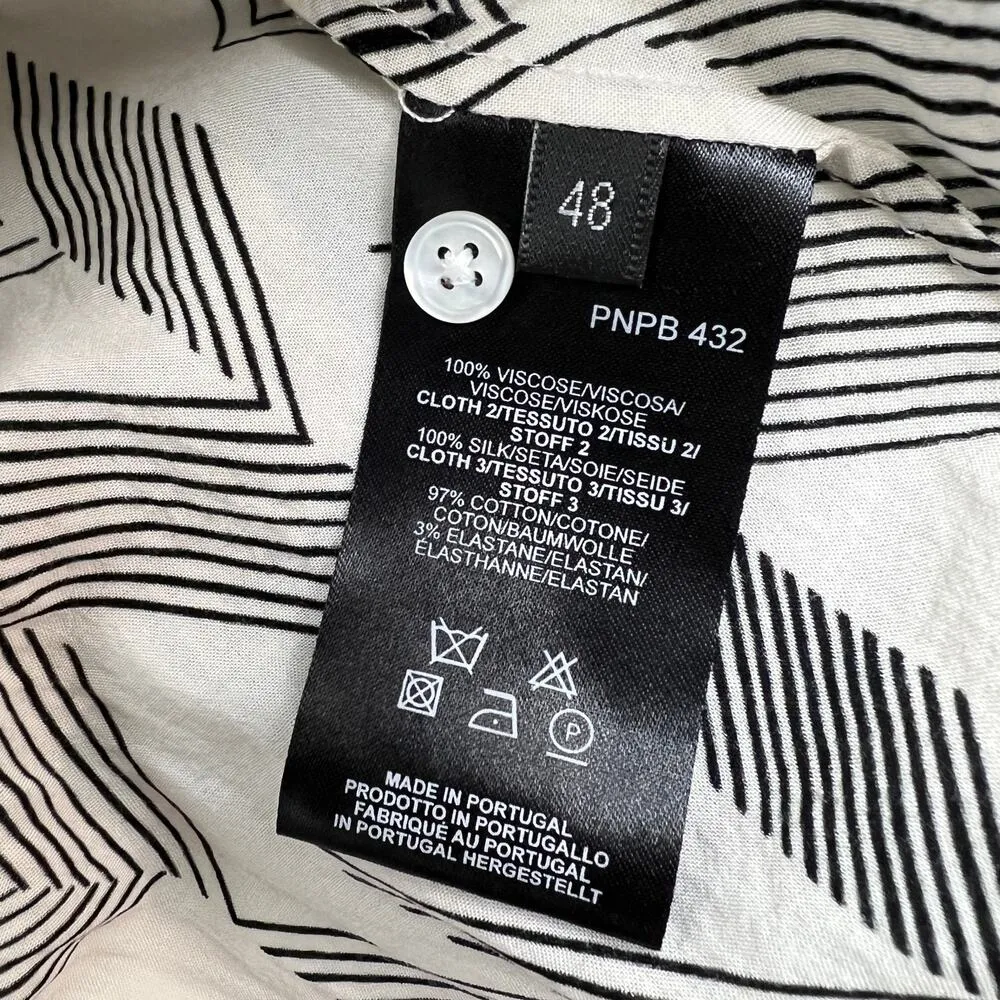 48
PNPB 432
100% VISCOSE/VISCOSA/
VISCOSE/VISKOSE
CLOTH 2/TESSUTO 2/TISSU 2/
STOFF 2
100% SILK/SETA/SOIE/SEIDE
CLOTH 3/TESSUTO 3/TISSU 3/
STOFF 3
97% COTTON/COTONE/
COTON/BAUMWOLLE
3% ELASTANE/ELASTAN/
ÉLASTHANNE/ELASTAN
P
MADE IN PORTUGAL
PRODOTTO IN PORTUGALLO
FABRIQUÉ AU PORTUGAL
IN PORTUGAL HERGESTELLT